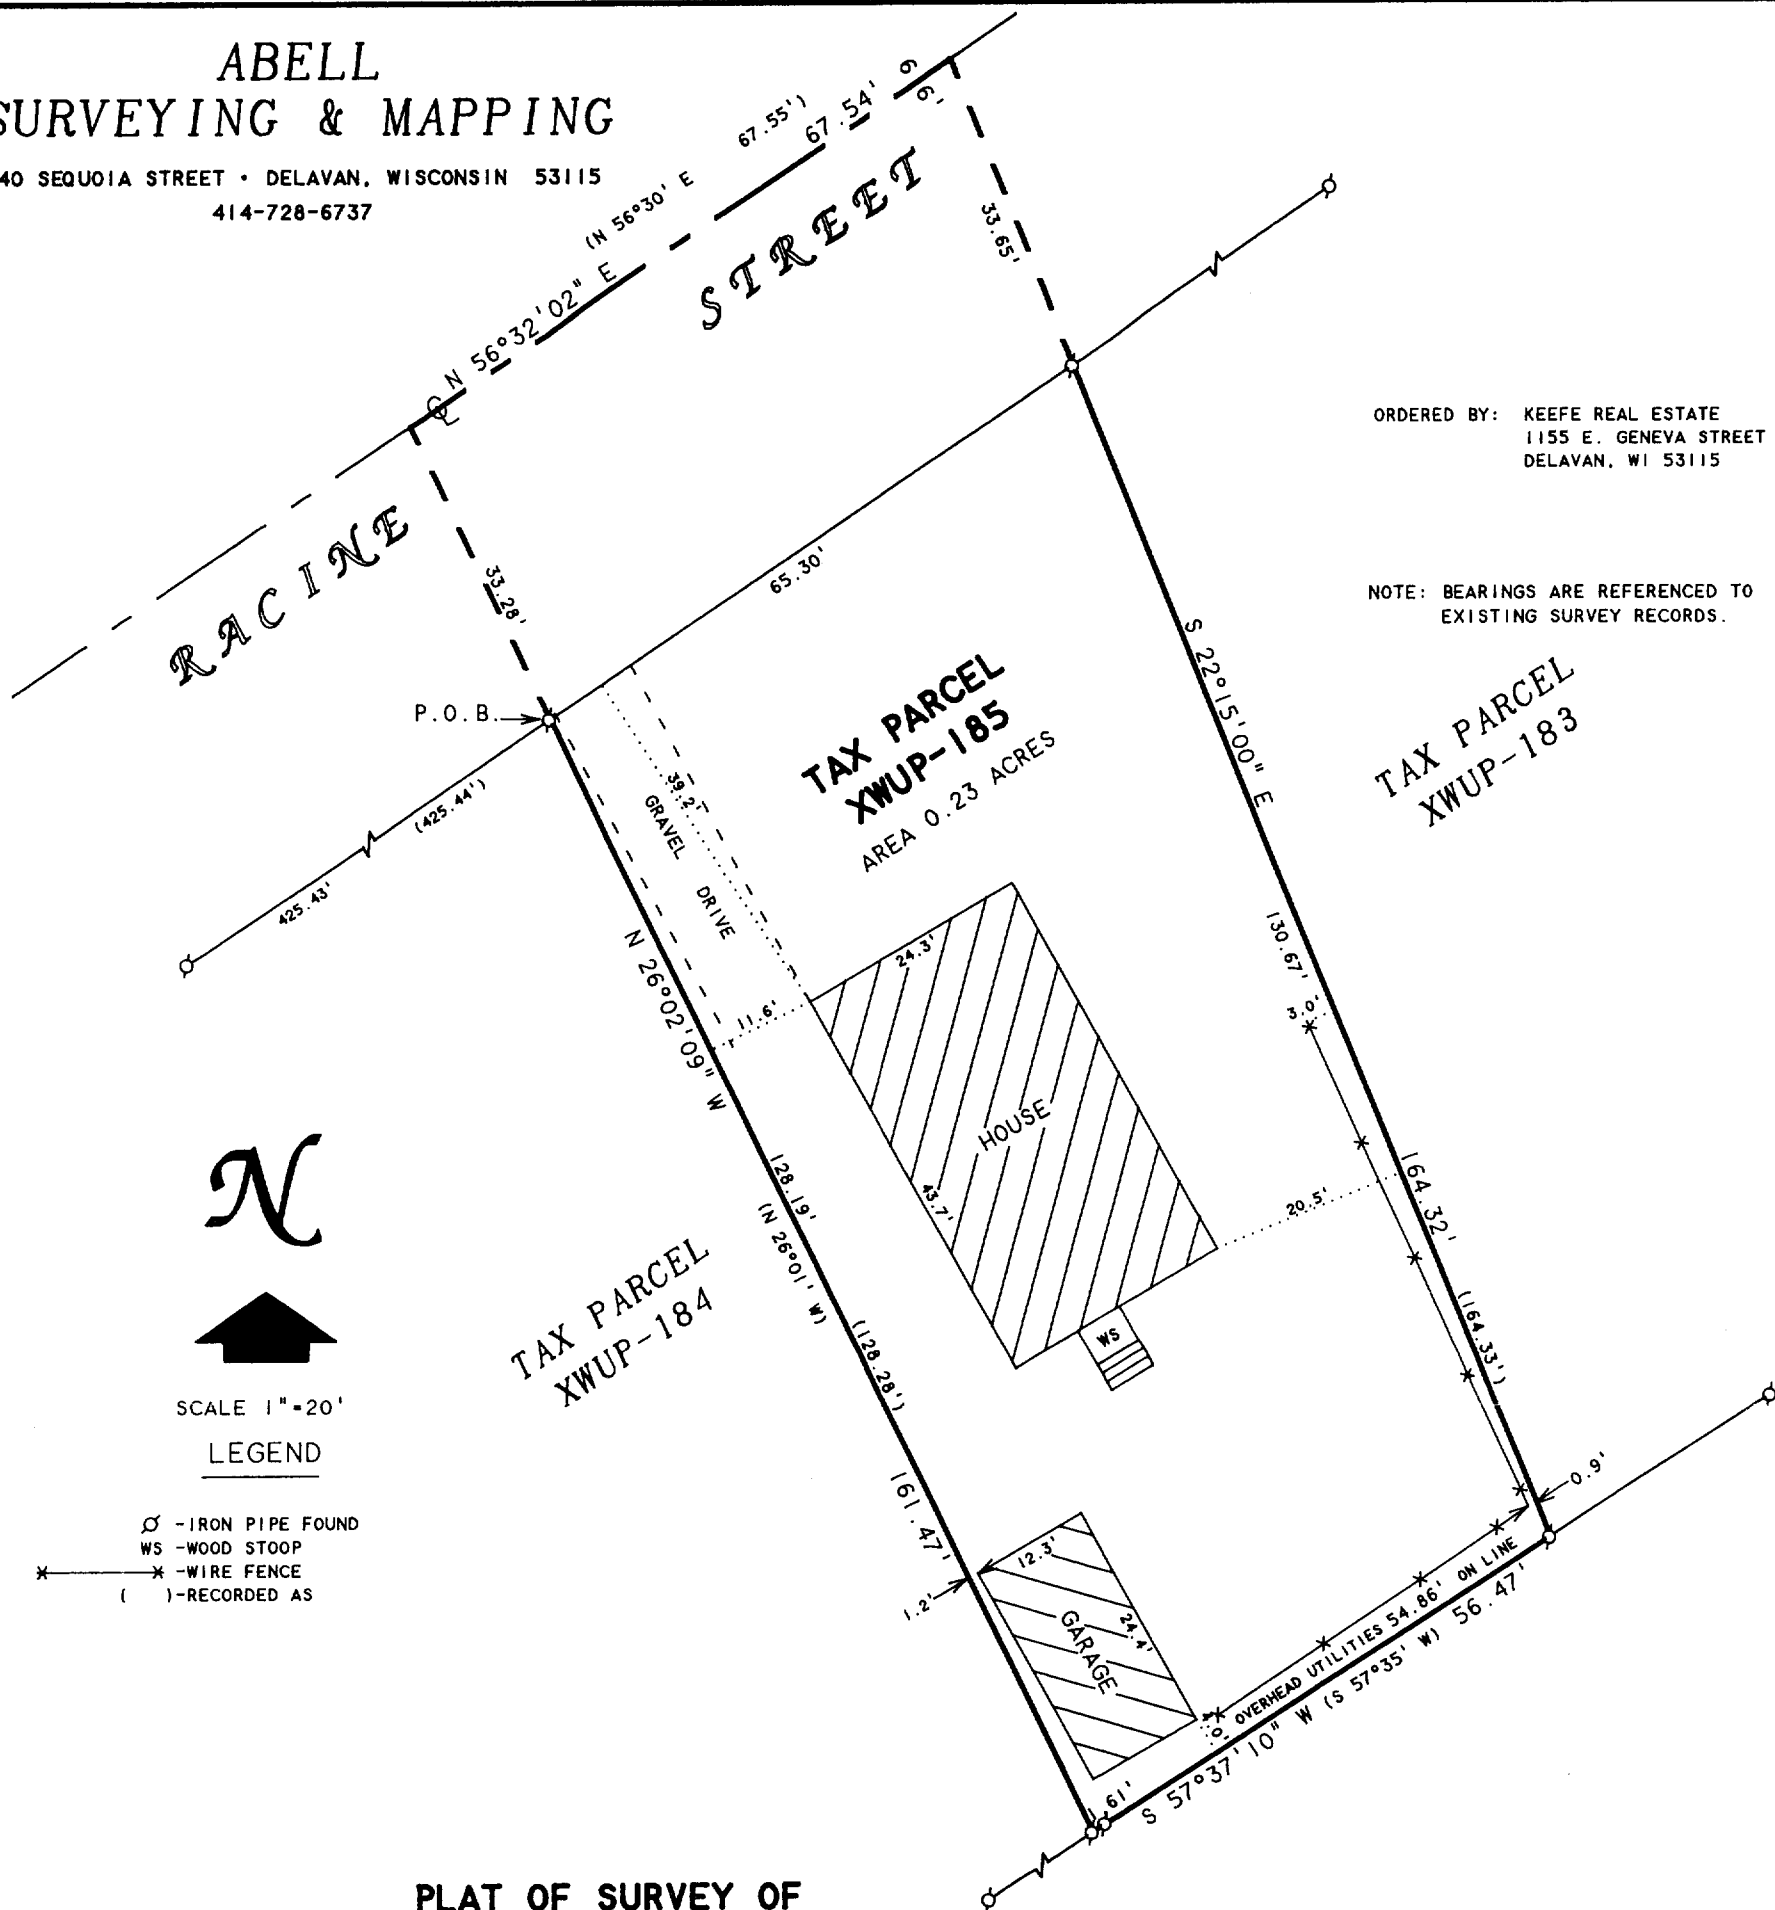 ABELL
SURVEYING & MAPPING
40 SEQUOIA STREET • DELAVAN, WISCONSIN 53115
414-728-6737
67.55')
67.54'
66'
(N 56°30' E
N 56°32'02" E
STREET
33.65'
RACINE
33.28'
65.30'
ORDERED BY: KEEFE REAL ESTATE
1155 E. GENEVA STREET
DELAVAN, WI 53115
NOTE: BEARINGS ARE REFERENCED TO
EXISTING SURVEY RECORDS.
P.O.B.
(425.44')
425.43'
TAX PARCEL
XWUP-185
AREA 0.23 ACRES
S 22°15'00" E
TAX PARCEL
XWUP-183
39.2'
GRAVEL
DRIVE
24.3'
11.6'
N 26°02'09" W
130.67'
3.0'
HOUSE
43.7'
20.5'
164.32'
(164.33')
128.19'
(N 26°01' W)
(128.28')
161.47'
TAX PARCEL
XWUP-184
WS
N
SCALE 1"=20'
LEGEND
-IRON PIPE FOUND
WS -WOOD STOOP
-WIRE FENCE
( )-RECORDED AS
12.3'
1.2'
24.4'
GARAGE
0.9'
OVERHEAD UTILITIES 54.86' ON LINE
S 57°37'10" W (S 57°35' W) 56.47'
1.61'
PLAT OF SURVEY OF